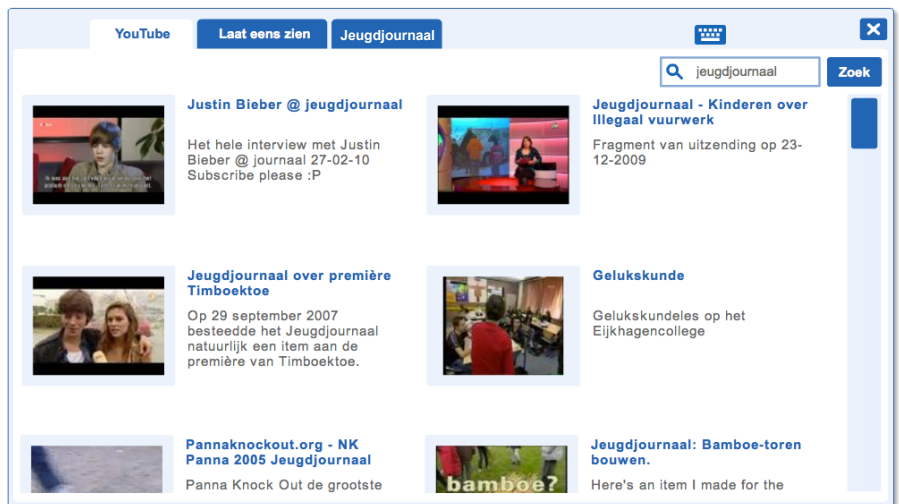 YouTube
Laat eens zien
Jeugdjournaal
jeugdjournaal
Zoek
Justin Bieber @ jeugdjournaal
Het hele interview met Justin
Bieber @ journaal 27-02-10
Subscribe please :P
Jeugdjournaal - Kinderen over
Illegaal vuurwerk
Fragment van uitzending op 23-
12-2009
Jeugdjournaal over première
Timboektoe
Op 29 september 2007
besteedde het Jeugdjournaal
natuurlijk een item aan de
première van Timboektoe.
Gelukskunde
Gelukskundeles op het
Eijkhagencollege
Pannaknockout.org - NK
Panna 2005 Jeugdjournaal
Panna Knock Out de grootste
bamboe?
Jeugdjournaal: Bamboe-toren
bouwen.
Here's an item I made for the